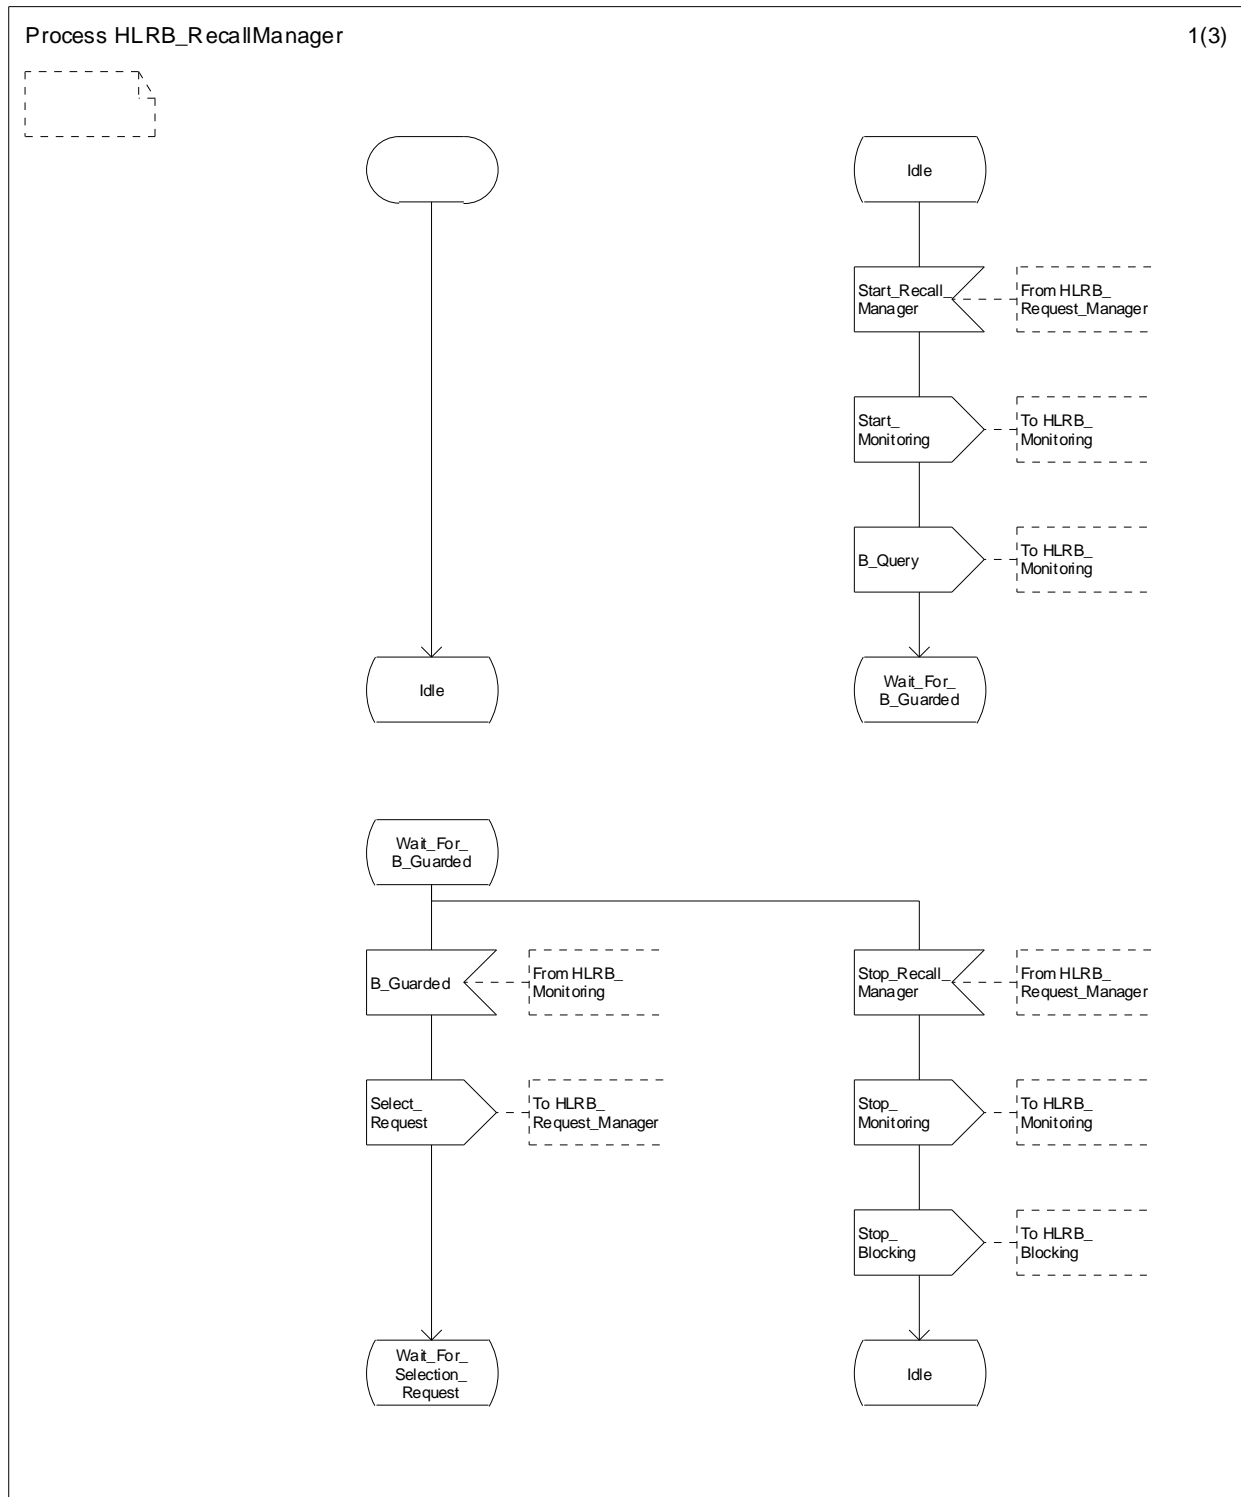 Process HLRB_RecallManager
1(3)
Idle
Start_Recall_
Manager
From HLRB_
Request_Manager
Start_
Monitoring
To HLRB_
Monitoring
B_Query
To HLRB_
Monitoring
Idle
Wait_For_
B_Guarded
Wait_For_
B_Guarded
B_Guarded
From HLRB_
Monitoring
Stop_Recall_
Manager
From HLRB_
Request_Manager
Select_
Request
To HLRB_
Request_Manager
Stop_
Monitoring
To HLRB_
Monitoring
Stop_
Blocking
To HLRB_
Blocking
Wait_For_
Selection_
Request
Idle